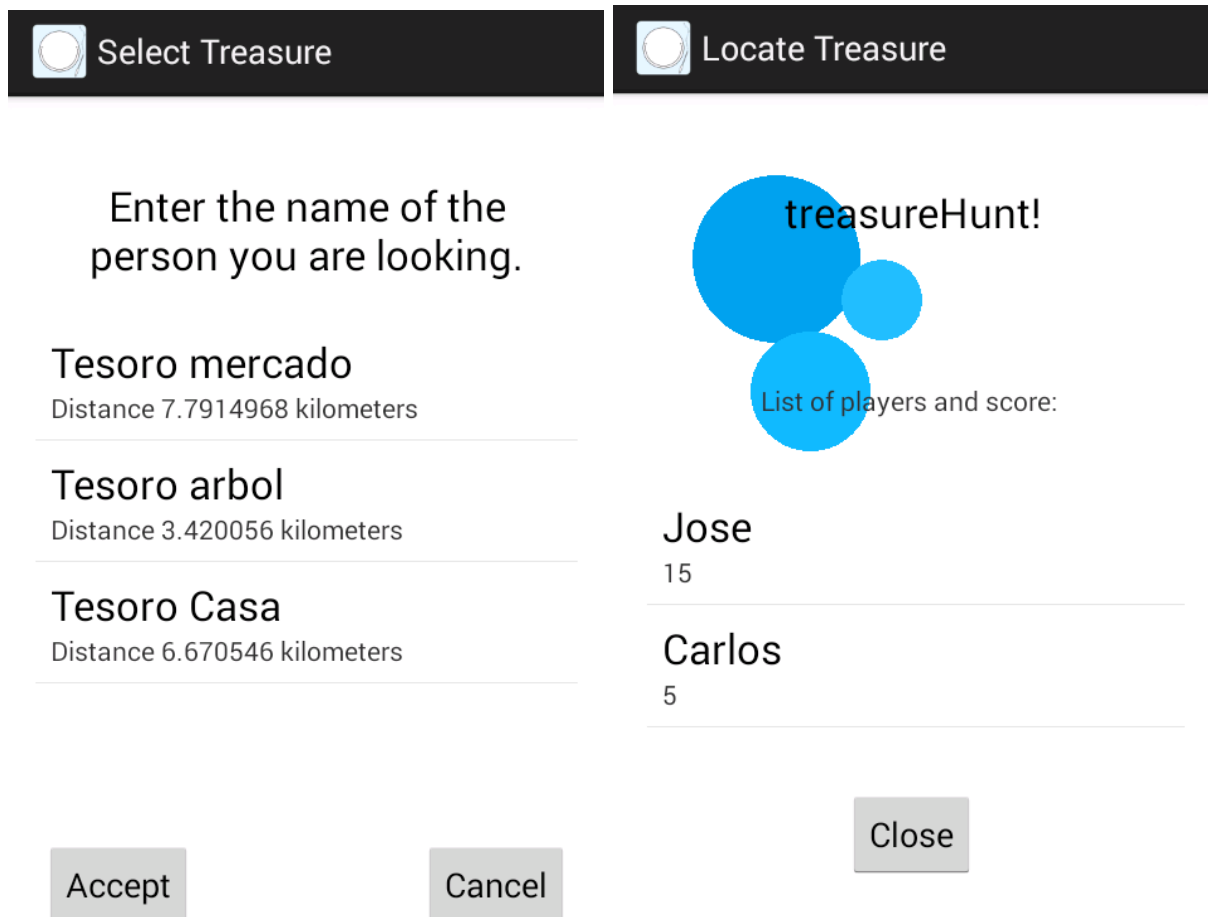 Select Treasure
Enter the name of the
person you are looking.
Tesoro mercado
Distance 7.7914968 kilometers
Tesoro arbol
Distance 3.420056 kilometers
Tesoro Casa
Distance 6.670546 kilometers
Accept
Cancel
Locate Treasure
treasureHunt!
List of players and score:
Jose
15
Carlos
5
Close